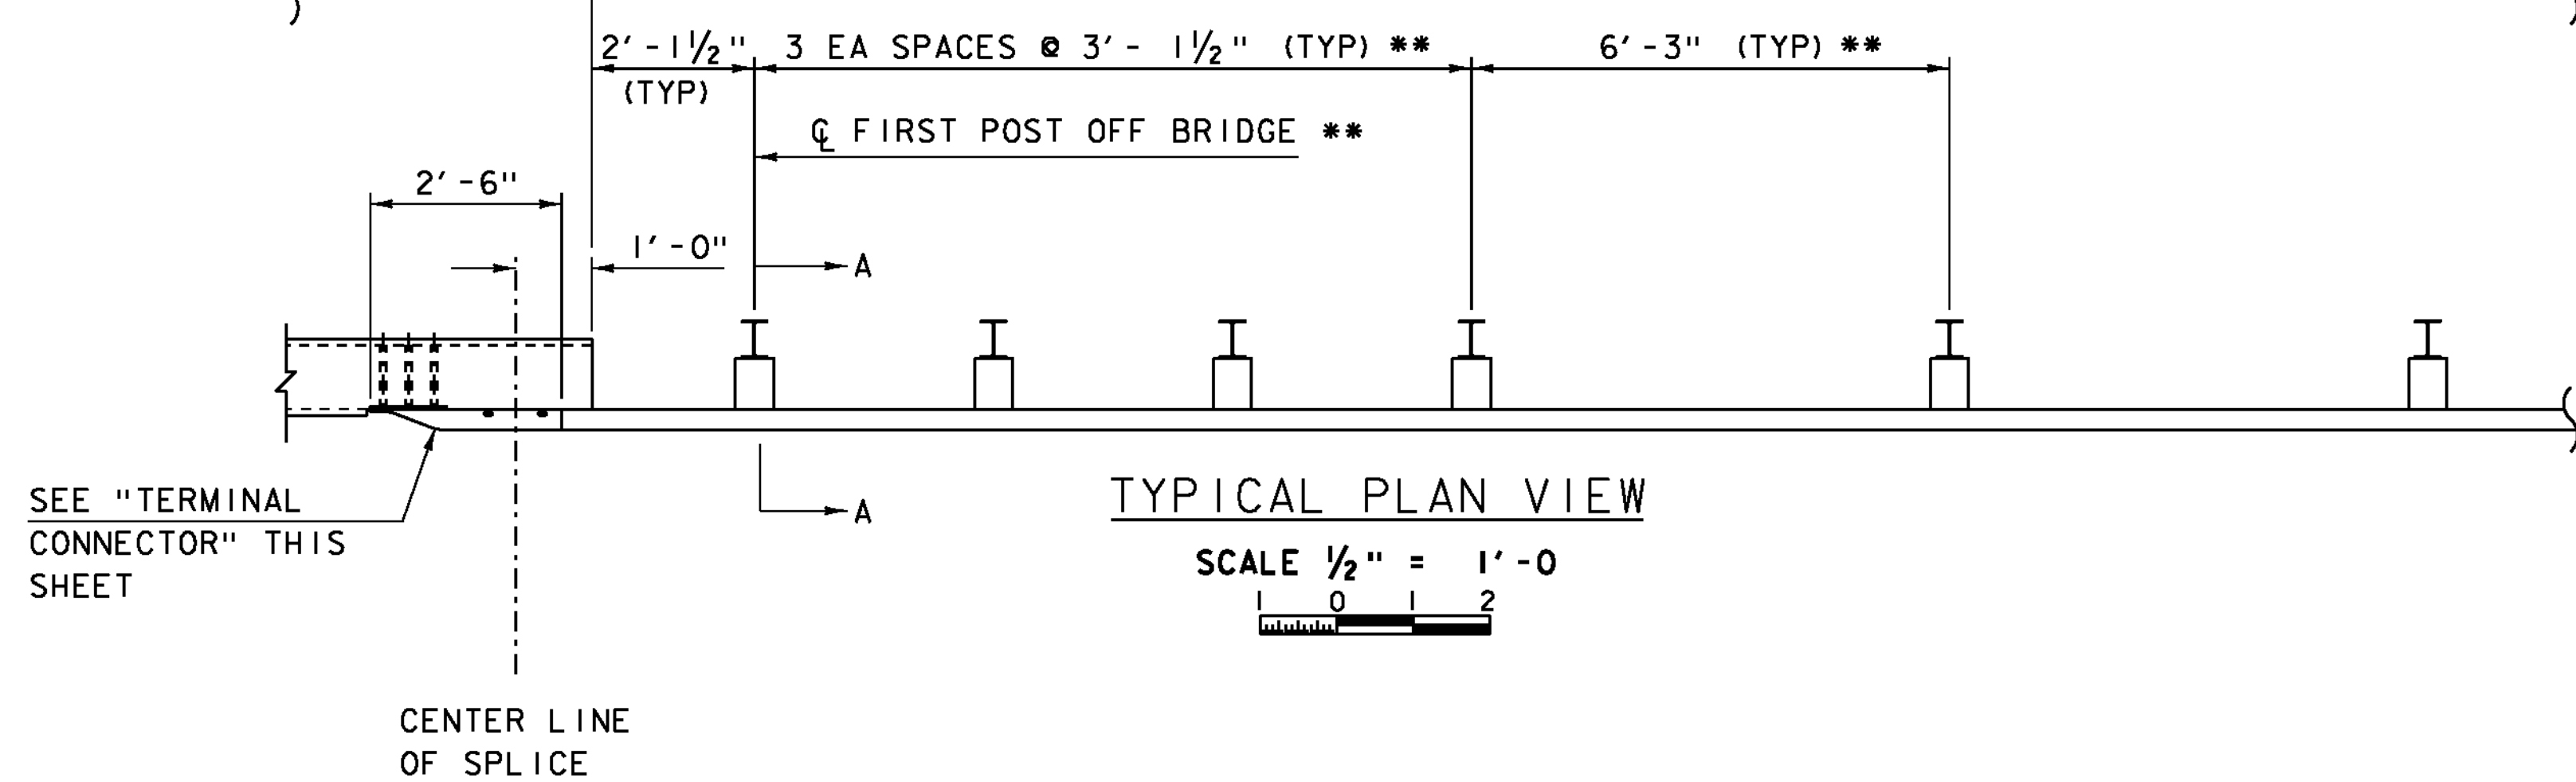 2'-1½" 3 EA SPACES @ 3'- 1½" (TYP) ** 6'-3" (TYP) **
(TYP)
℄ FIRST POST OFF BRIDGE **
2'-6"
1'-0"
A
SEE "TERMINAL
CONNECTOR" THIS
SHEET
A
TYPICAL PLAN VIEW
SCALE ½" = 1'-0
1 0 1 2
CENTER LINE
OF SPLICE